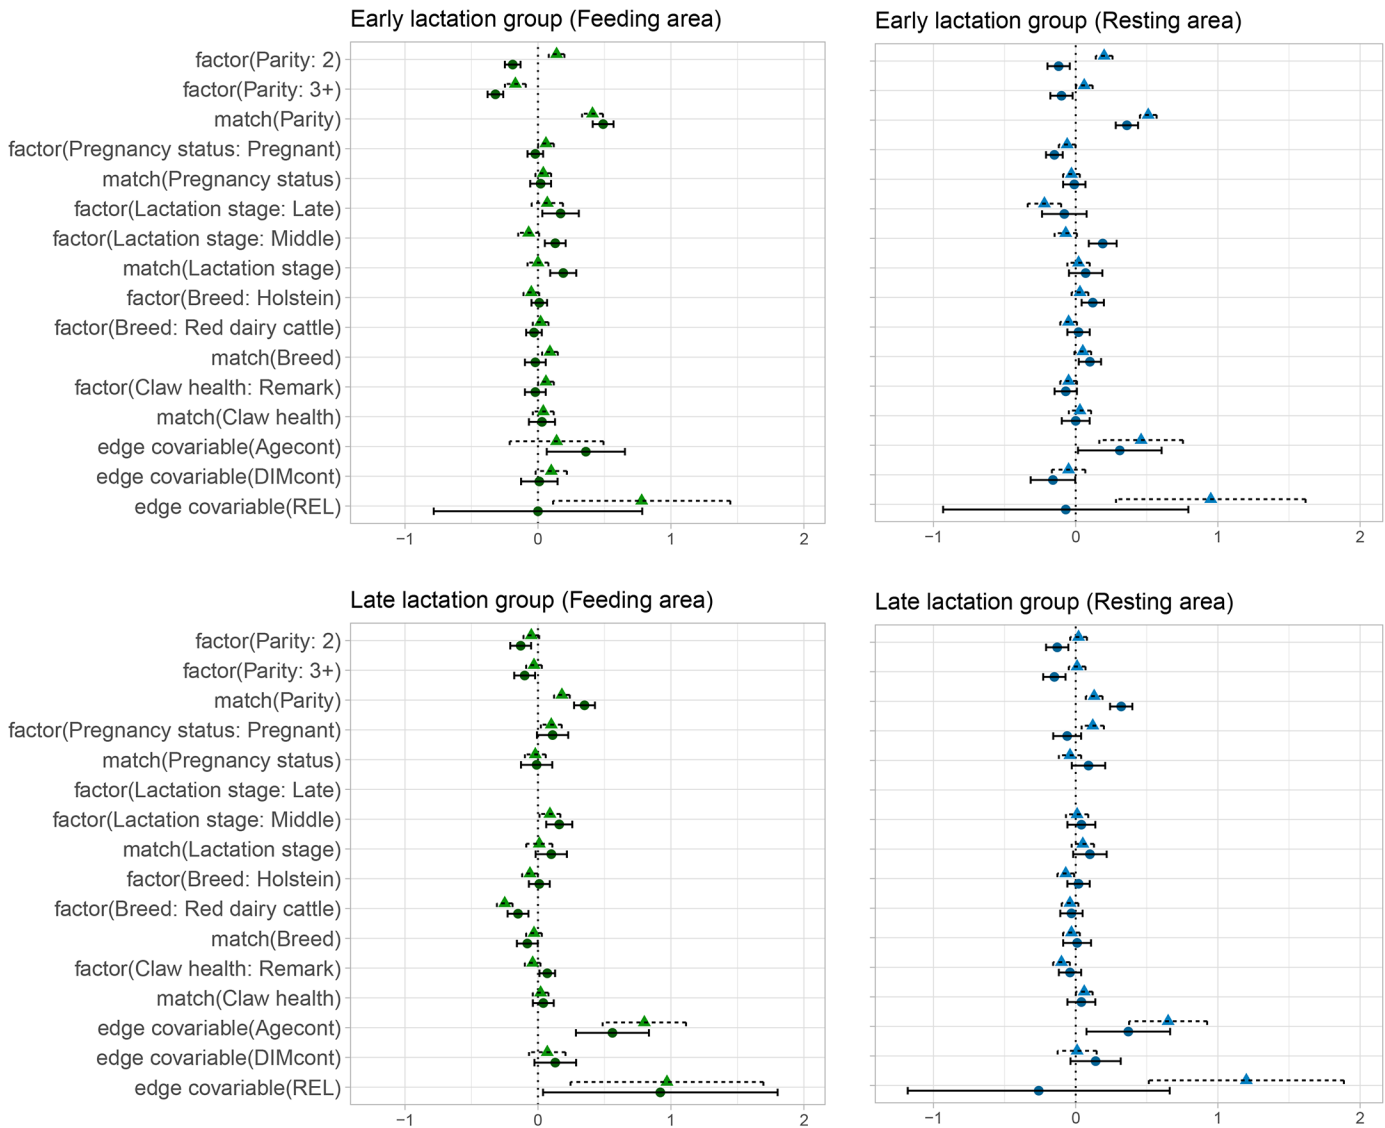 Early lactation group (Feeding area)
Early lactation group (Resting area)
factor(Parity: 2)
factor(Parity: 3+)
match(Parity)
factor(Pregnancy status: Pregnant)
match(Pregnancy status)
factor(Lactation stage: Late)
factor(Lactation stage: Middle)
match(Lactation stage)
factor(Breed: Holstein)
factor(Breed: Red dairy cattle)
match(Breed)
factor(Claw health: Remark)
match(Claw health)
edge covariable(Agecont)
edge covariable(DIMcont)
edge covariable(REL)
−1 0 1 2
−1 0 1 2
Late lactation group (Feeding area)
Late lactation group (Resting area)
factor(Parity: 2)
factor(Parity: 3+)
match(Parity)
factor(Pregnancy status: Pregnant)
match(Pregnancy status)
factor(Lactation stage: Late)
factor(Lactation stage: Middle)
match(Lactation stage)
factor(Breed: Holstein)
factor(Breed: Red dairy cattle)
match(Breed)
factor(Claw health: Remark)
match(Claw health)
edge covariable(Agecont)
edge covariable(DIMcont)
edge covariable(REL)
−1 0 1 2
−1 0 1 2